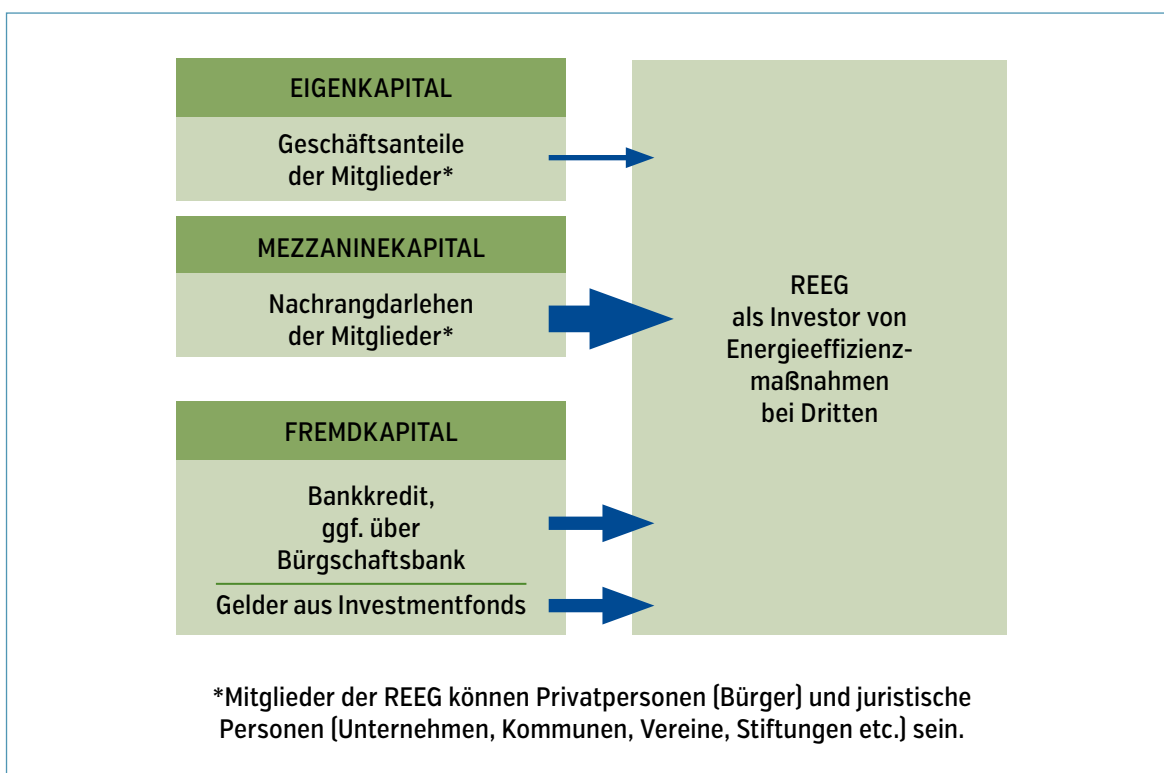 EIGENKAPITAL
Geschäftsanteile
der Mitglieder*
MEZZANINEKAPITAL
Nachrangdarlehen
der Mitglieder*
FREMDKAPITAL
Bankkredit,
ggf. über
Bürgschaftsbank
Gelder aus Investmentfonds
REEG
als Investor von
Energieeffizienz-
maßnahmen
bei Dritten
*Mitglieder der REEG können Privatpersonen (Bürger) und juristische
Personen (Unternehmen, Kommunen, Vereine, Stiftungen etc.) sein.